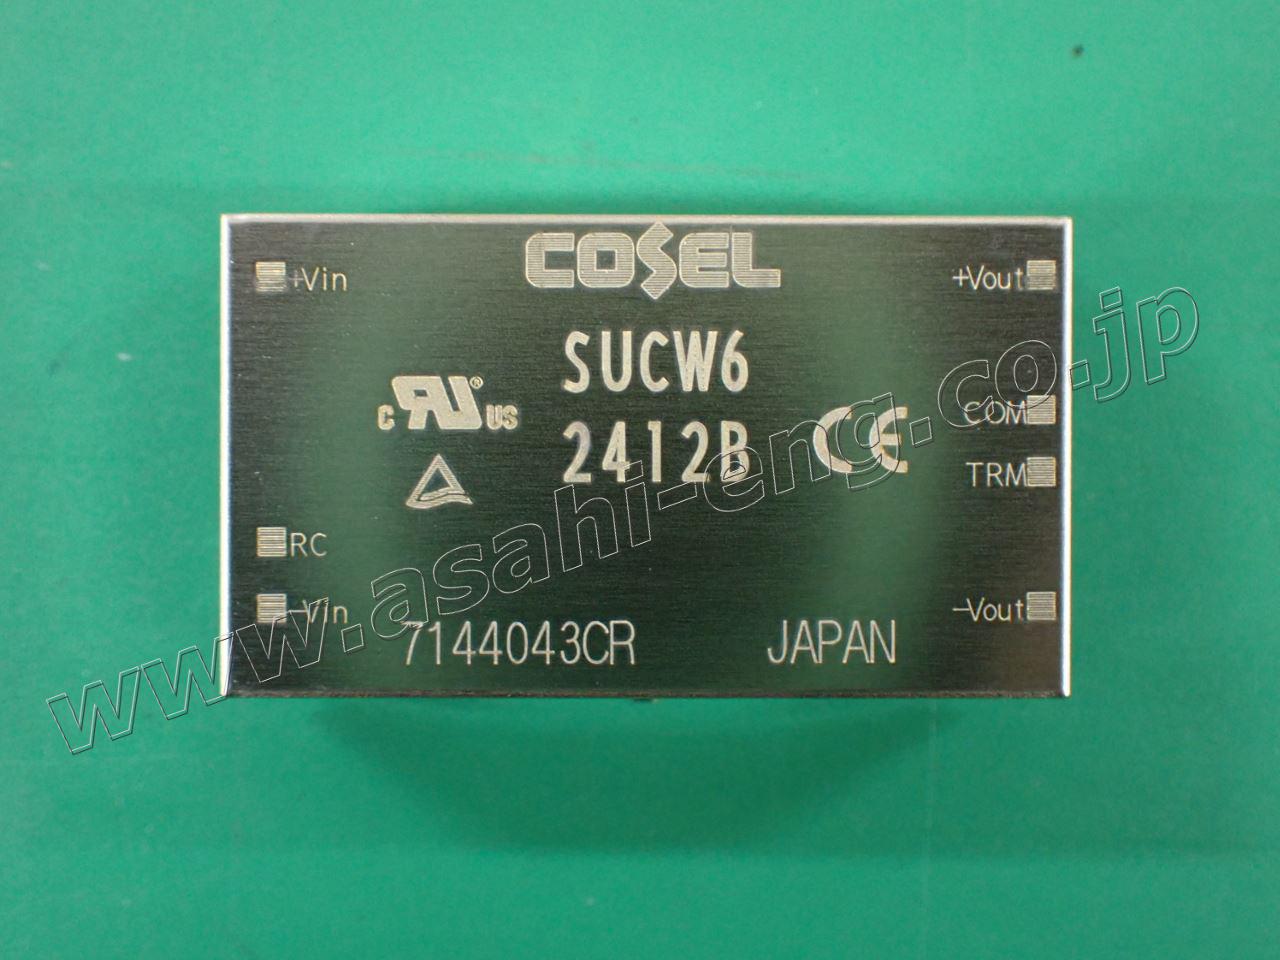 COSEL
+Vin
+Vout
SUCW6
c RU ® US
2412B
CE
COM
TRM
RC
-Vin
-Vout
7144043CR
JAPAN
www.asahi-eng.co.jp